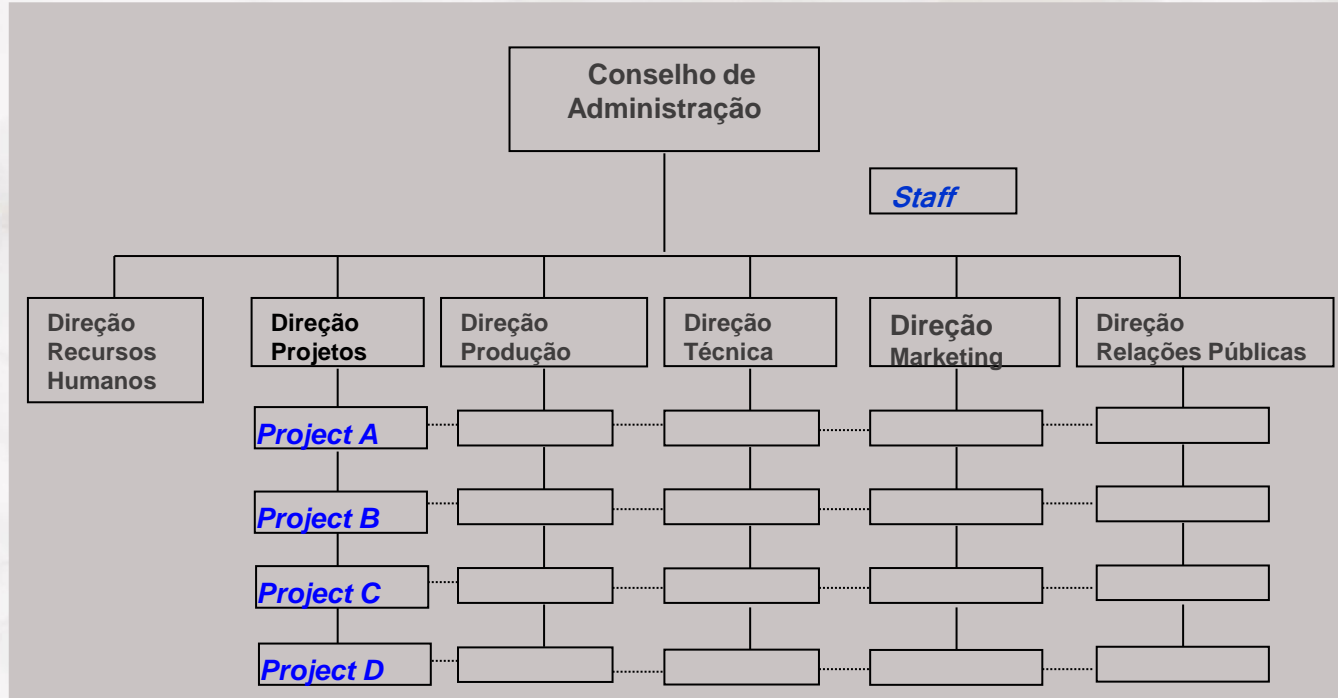 Conselho de
Administração
Staff
Direção
Recursos
Humanos
Direção
Projetos
Direção
Produção
Direção
Técnica
Direção
Marketing
Direção
Relações Públicas
Project A
Project B
Project C
Project D